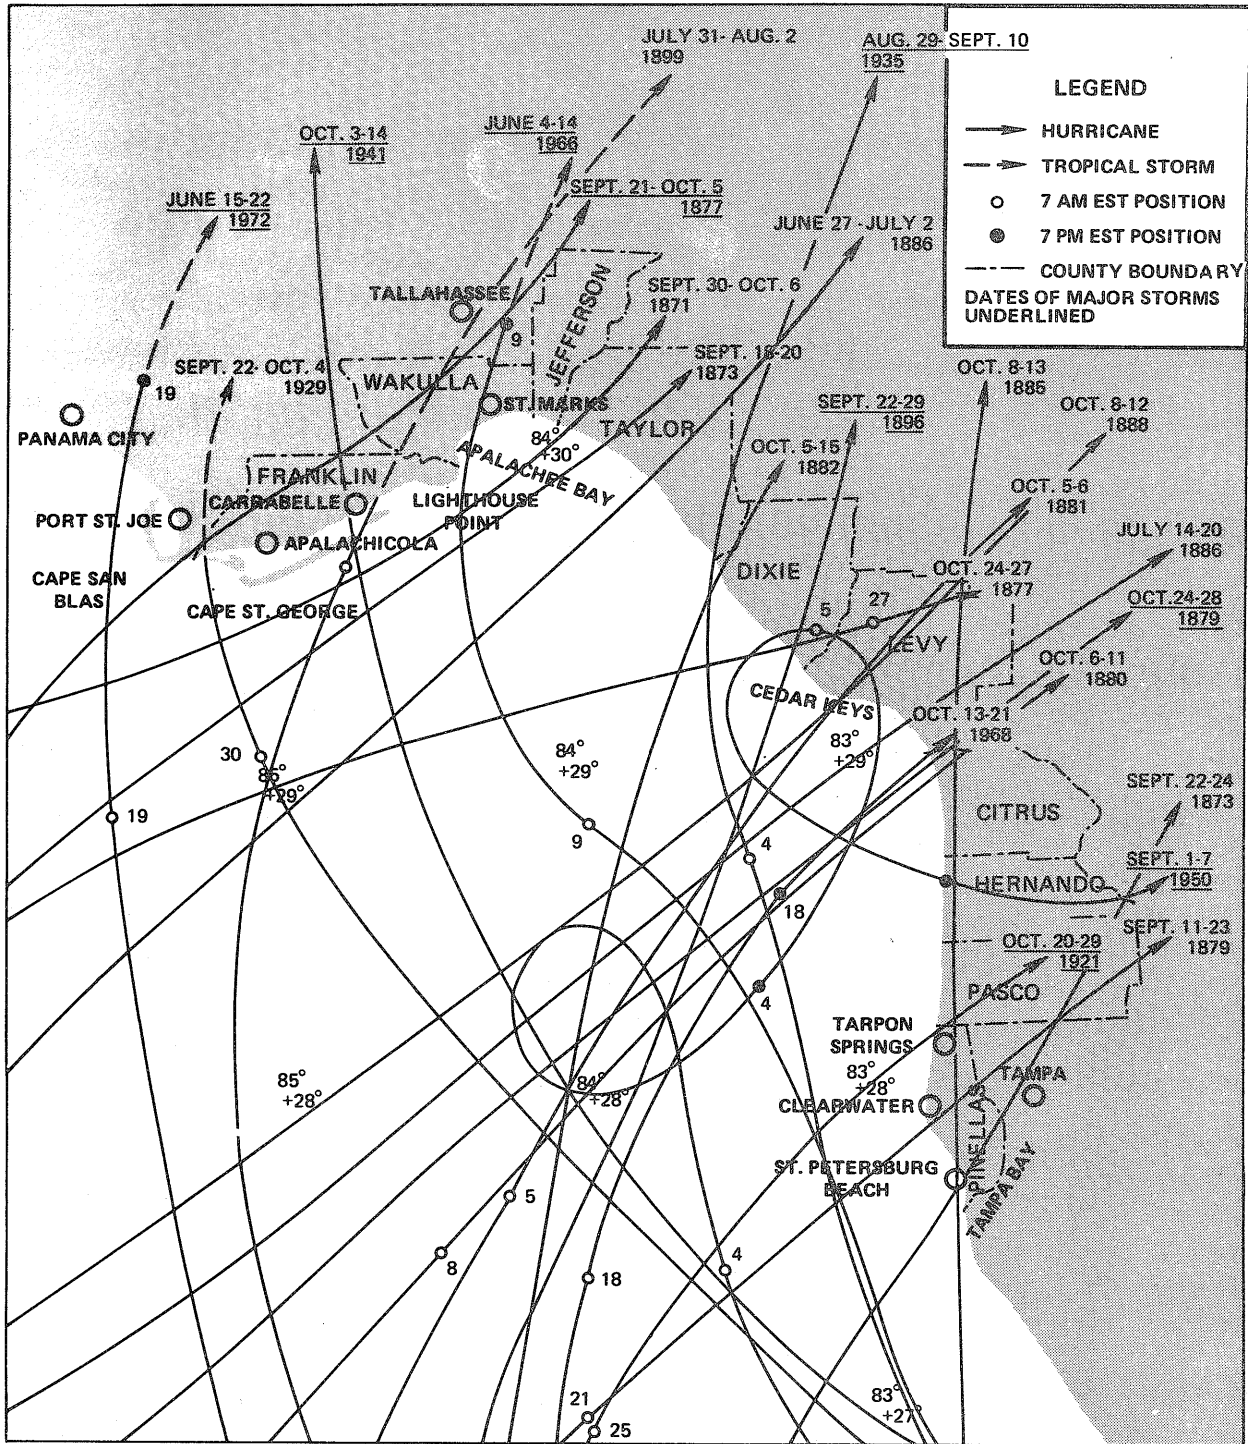 JULY 31- AUG. 2
1899
AUG. 29-SEPT. 10
1935
LEGEND
HURRICANE
TROPICAL STORM
7 AM EST POSITION
7 PM EST POSITION
COUNTY BOUNDARY
DATES OF MAJOR STORMS
UNDERLINED
OCT. 3-14
1941
JUNE 4-14
1966
JUNE 15-22
1972
SEPT. 21- OCT. 5
1877
JUNE 27 -JULY 2
1886
SEPT. 30- OCT. 6
1871
SEPT. 18-20
1873
SEPT. 22- OCT. 4
1929
OCT. 8-13
1885
OCT. 8-12
1888
SEPT. 22-29
1896
OCT. 5-15
1882
OCT. 5-6
1881
JULY 14-20
1886
OCT. 24-27
1877
OCT.24-28
1879
OCT. 6-11
1880
OCT. 13-21
1968
SEPT. 22-24
1873
SEPT. 1-7
1950
SEPT. 11-23
1879
OCT. 20-29
1921
TALLAHASSEE
JEFFERSON
9
19
WAKULLA
ST. MARKS
TAYLOR
PANAMA CITY
84°
+30°
APALACHEE BAY
FRANKLIN
CARRABELLE
LIGHTHOUSE
POINT
PORT ST. JOE
APALACHICOLA
CAPE SAN
BLAS
CAPE ST. GEORGE
DIXIE
5
27
LEVY
CEDAR KEYS
30
85°
+29°
84°
+29°
83°
+29°
19
9
4
18
CITRUS
HERNANDO
4
PASCO
TARPON
SPRINGS
85°
+28°
84°
+28°
83°
+28°
TAMPA
CLEARWATER
PINELLAS
ST. PETERSBURG
BEACH
TAMPA BAY
5
8
18
4
21
25
83°
+27°